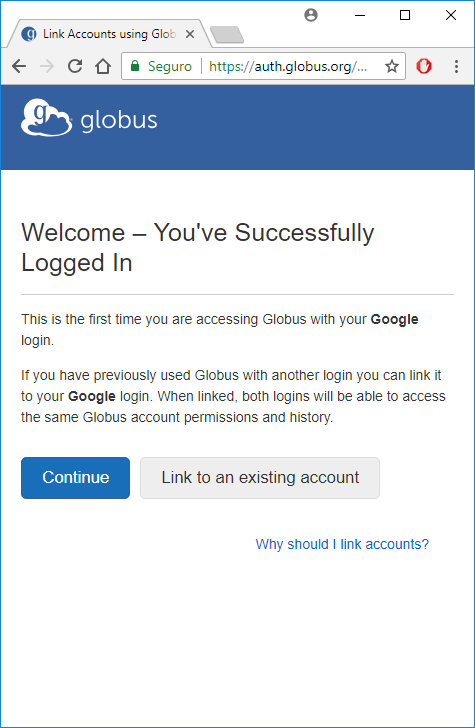 Link Accounts using Glob
Seguro | https://auth.globus.org/...
g globus
Welcome – You've Successfully
Logged In
This is the first time you are accessing Globus with your Google
login.
If you have previously used Globus with another login you can link it
to your Google login. When linked, both logins will be able to access
the same Globus account permissions and history.
Continue
Link to an existing account
Why should I link accounts?